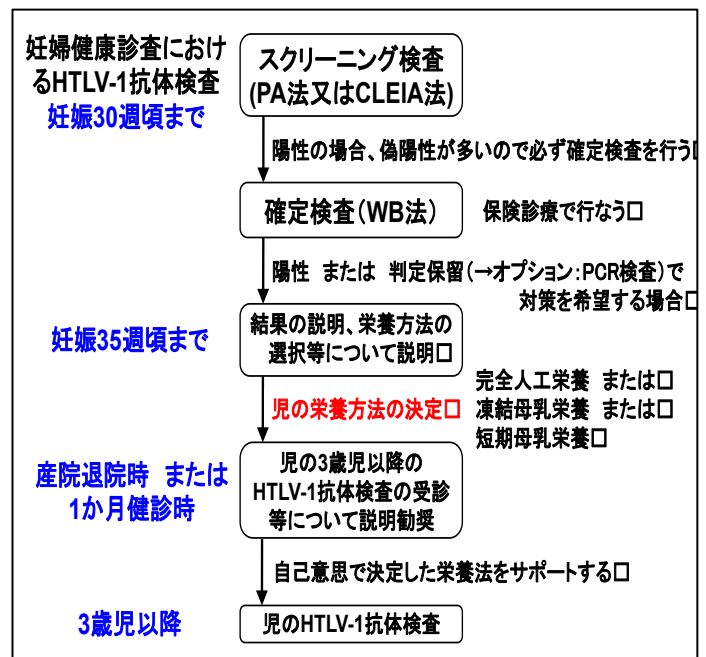 妊婦健康診査におけ
るHTLV-1抗体検査
妊娠30週頃まで
スクリーニング検査
(PA法又はCLEIA法)
陽性の場合、偽陽性が多いので必ず確定検査を行う□
確定検査(WB法)
保険診療で行なう□
陽性 または 判定保留(→オプション:PCR検査)で
対策を希望する場合□
妊娠35週頃まで
結果の説明、栄養方法の
選択等について説明□
児の栄養方法の決定□
完全人工栄養 または□
凍結母乳栄養 または□
短期母乳栄養□
産院退院時 または
1か月健診時
児の3歳児以降の
HTLV-1抗体検査の受診
等について説明勧奨
自己意思で決定した栄養法をサポートする□
3歳児以降
児のHTLV-1抗体検査